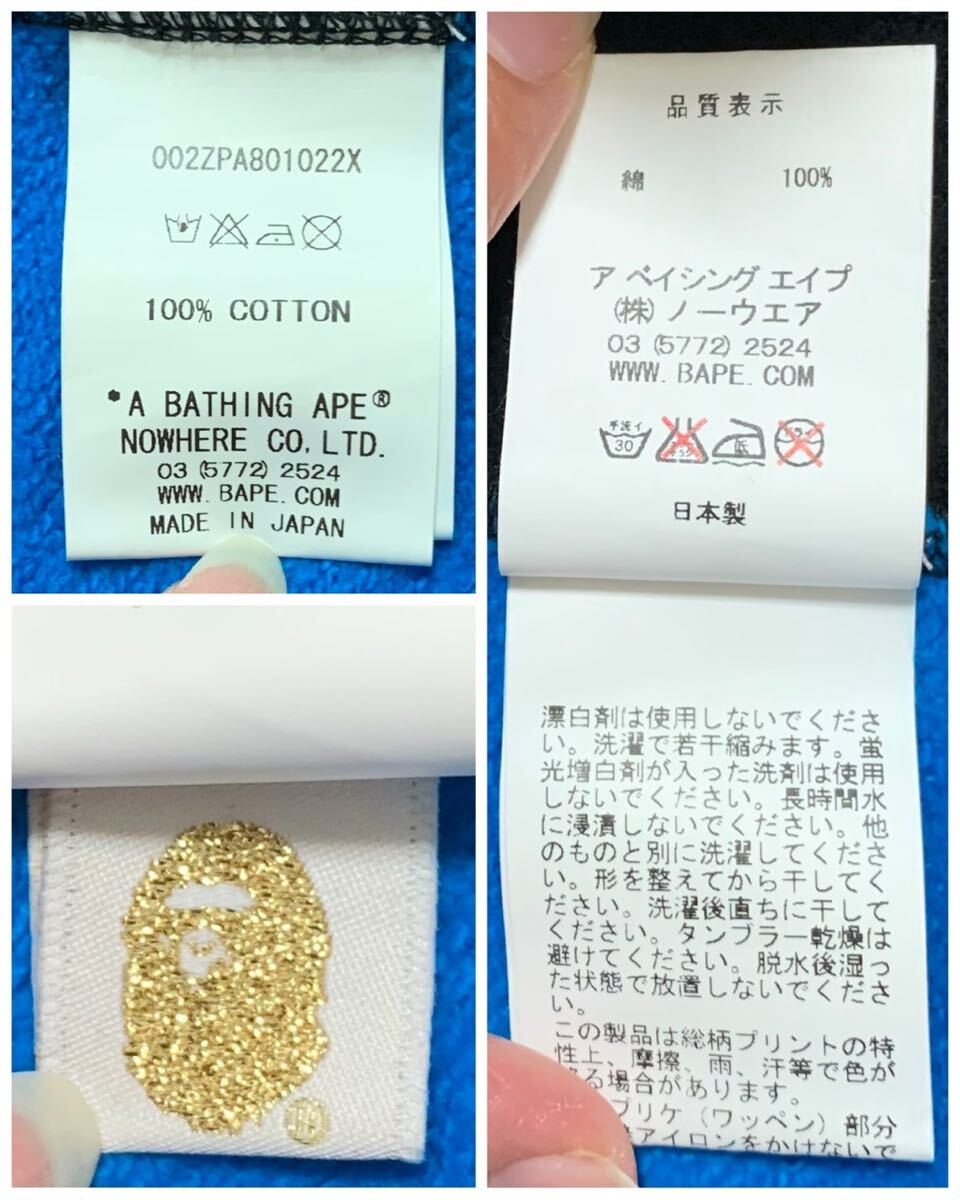 002ZPA801022X
100% COTTON
*A BATHING APE®
NOWHERE CO, LTD.
03 (5772) 2524
WWW. BAPE. COM
MADE IN JAPAN
品質表示
綿 100%
ア ベイシング エイプ
(株) ノーウエア
03 (5772) 2524
WWW. BAPE. COM
手洗イ
30
低
ドライ
日本製
漂白剤は使用しないでくださ
い。洗濯で若干縮みます。蛍
光増白剤が入った洗剤は使用
しないでください。長時間水
に浸漬しないでください。他
のものと別に洗濯してくださ
い。形を整えてから干してく
ださい。洗濯後直ちに干して
ください。タンブラー乾燥は
避けてください。脱水後湿っ
た状態で放置しないでくださ
い。
この製品は総柄プリントの特
性上、摩擦、雨、汗等で色が
る場合があります。
プリケ（ワッペン）部分
アイロンをかけないで